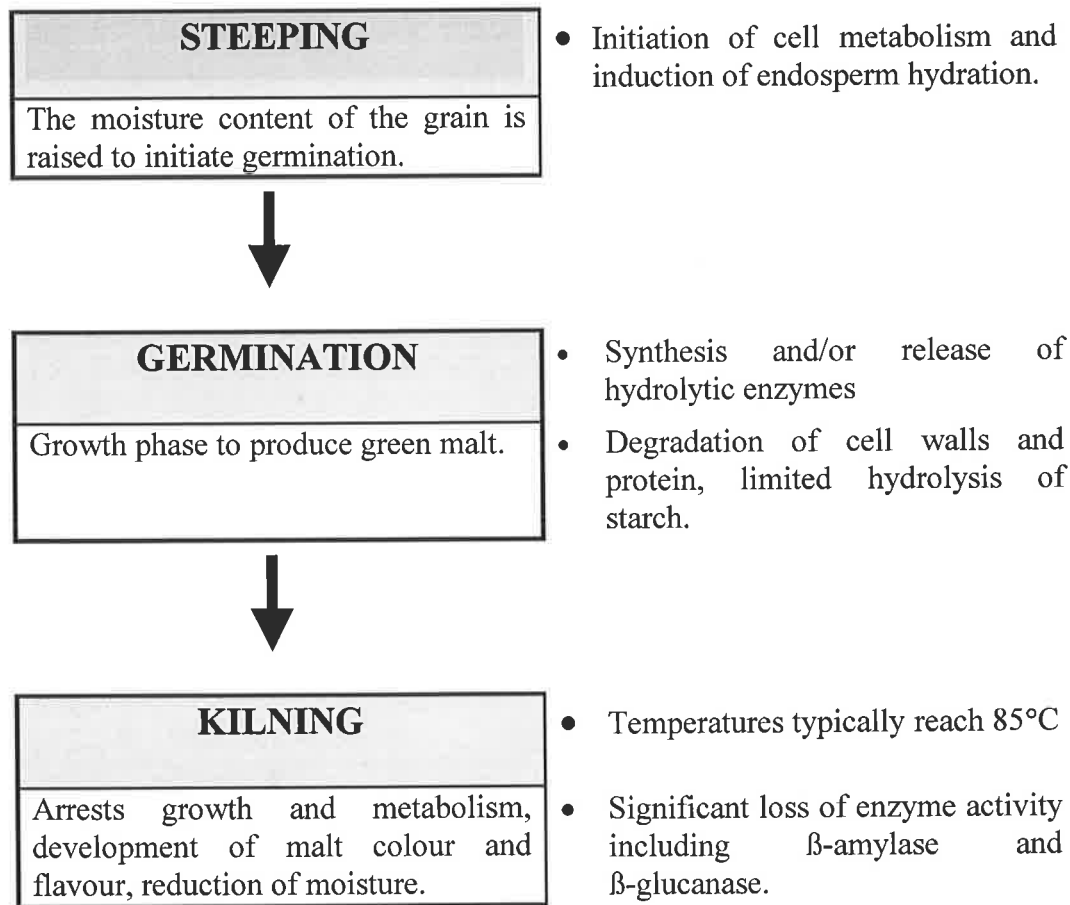 STEEPING
The moisture content of the grain is
raised to initiate germination.
• Initiation of cell metabolism and
induction of endosperm hydration.
GERMINATION
Growth phase to produce green malt.
• Synthesis and/or release of
hydrolytic enzymes
• Degradation of cell walls and
protein, limited hydrolysis of
starch.
KILNING
Arrests growth and metabolism,
development of malt colour and
flavour, reduction of moisture.
• Temperatures typically reach 85°C
• Significant loss of enzyme activity
including ß-amylase and
ß-glucanase.